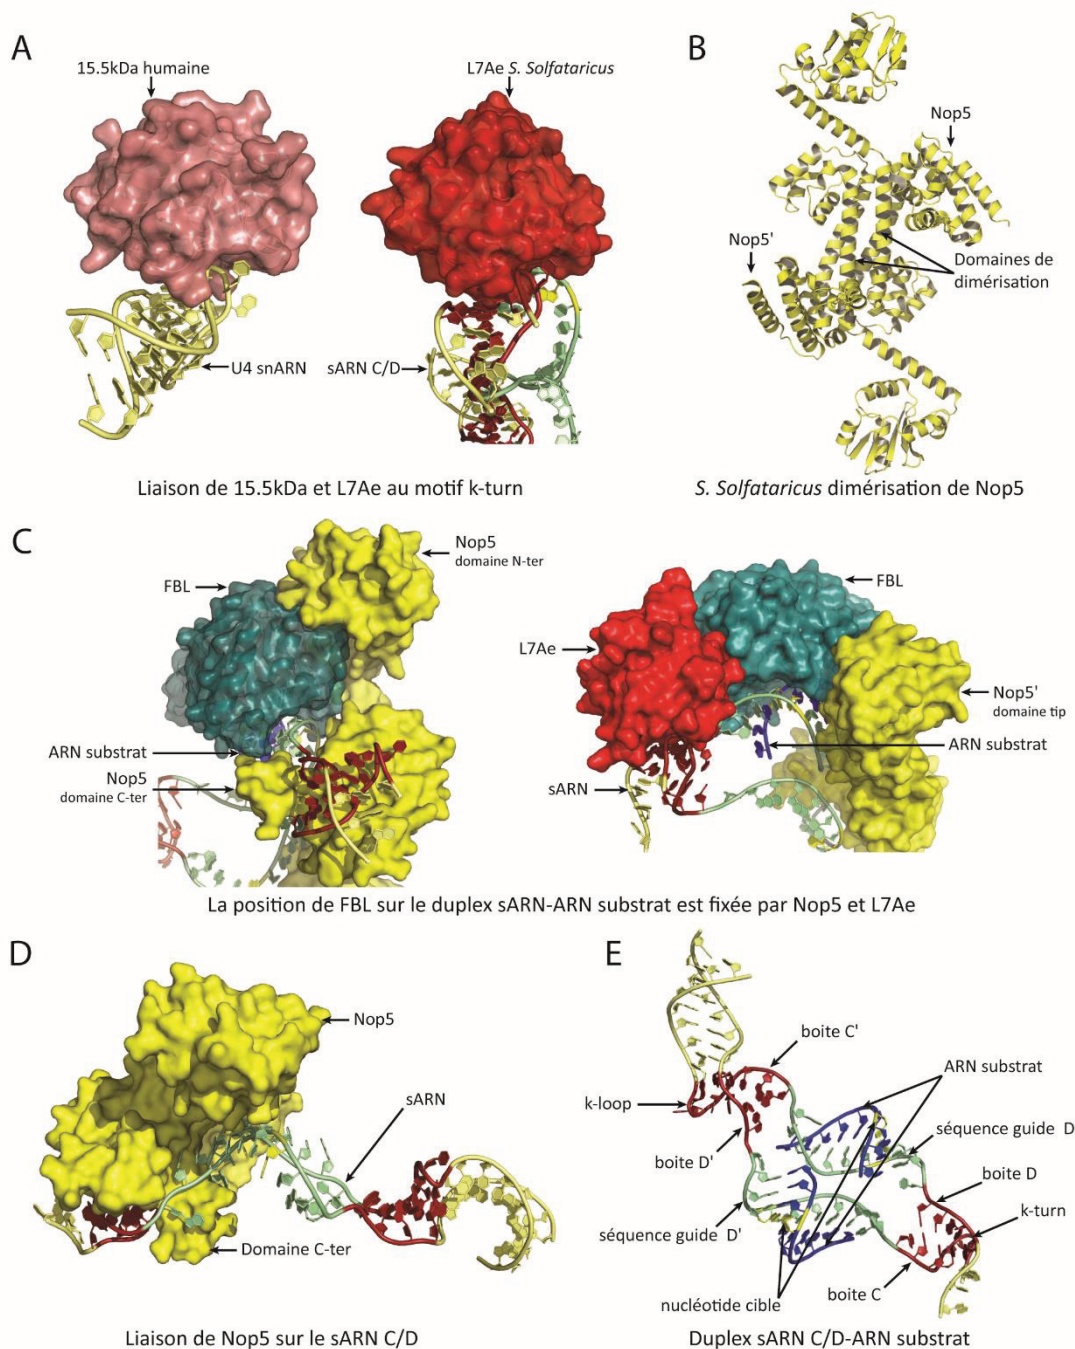 A
15.5kDa humaine
L7Ae S. Solfataricus
U4 snARN
sARN C/D
Liaison de 15.5kDa et L7Ae au motif k-turn
B
Nop5
Nop5'
Domaines de
dimérisation
S. Solfataricus dimérisation de Nop5
C
Nop5
domaine N-ter
FBL
ARN substrat
Nop5
domaine C-ter
FBL
L7Ae
Nop5'
domaine tip
ARN substrat
sARN
La position de FBL sur le duplex sARN-ARN substrat est fixée par Nop5 et L7Ae
D
Nop5
sARN
Domaine C-ter
Liaison de Nop5 sur le sARN C/D
E
boite C'
ARN substrat
k-loop
séquence guide D
boite D'
boite D
k-turn
séquence guide D'
boite C
nucléotide cible
Duplex sARN C/D-ARN substrat